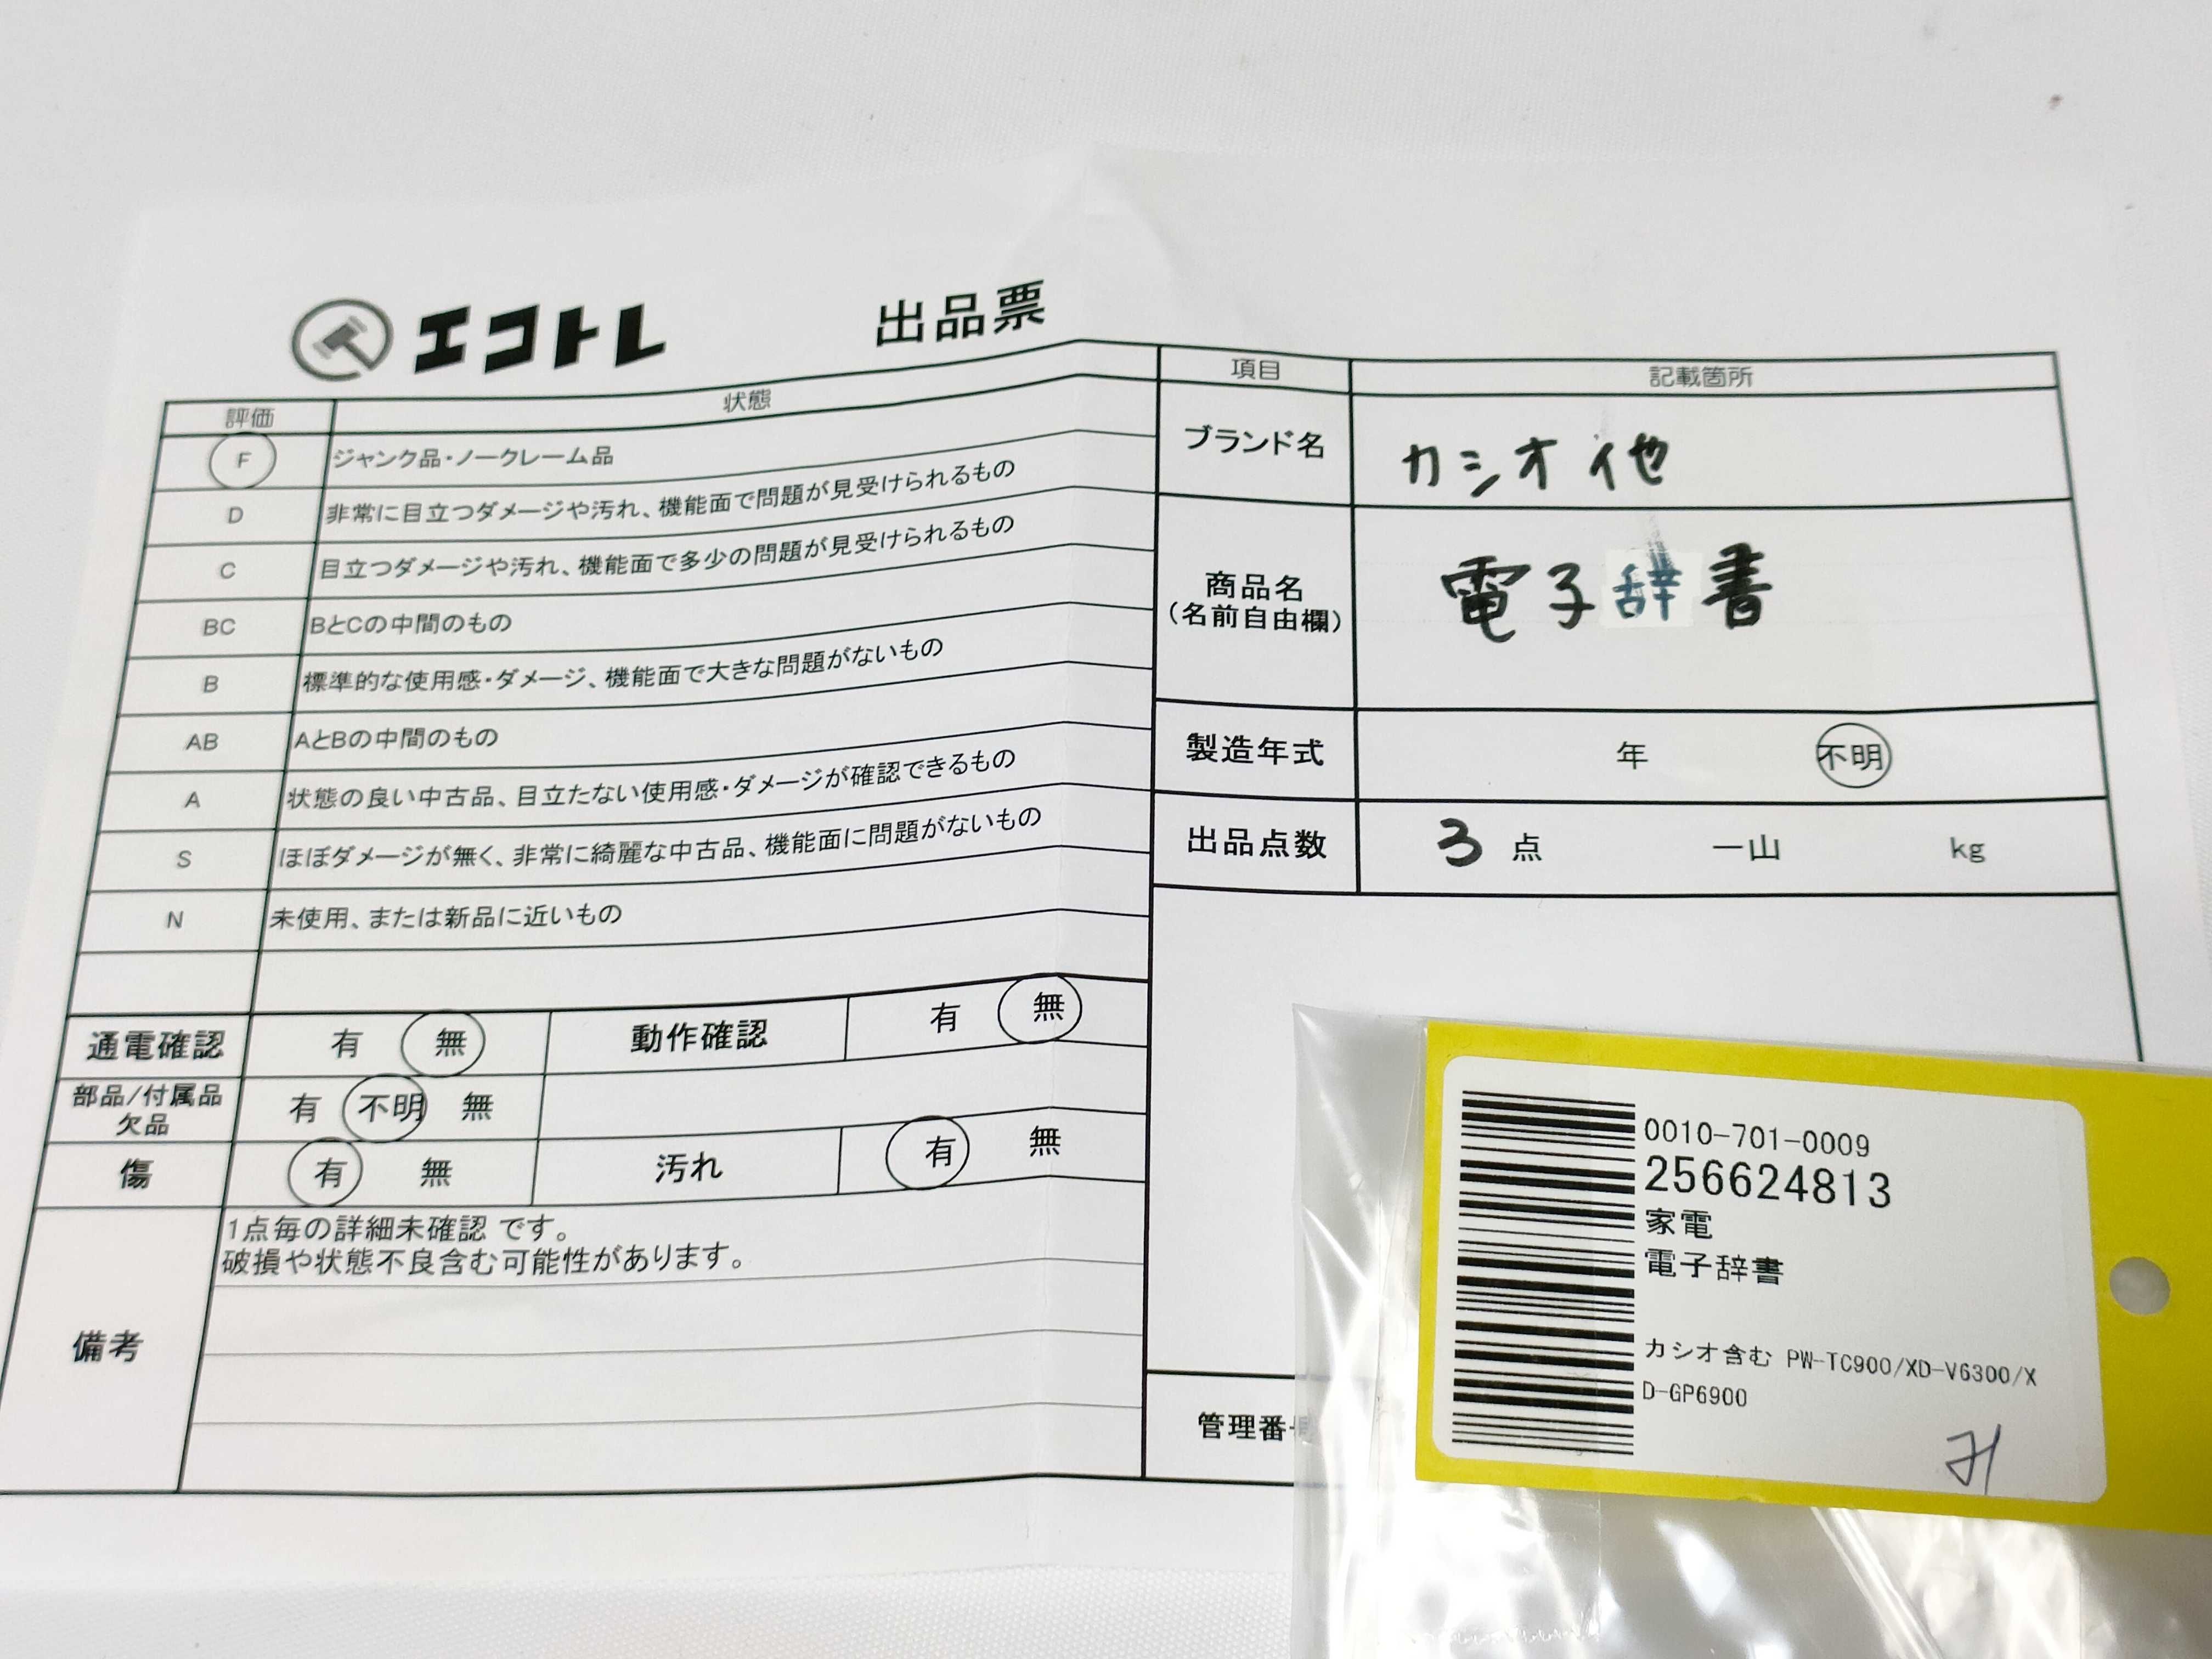 エコトレ 出品票
評価 状態
F ジャンク品・ノークレーム品
D 非常に目立つダメージや汚れ、機能面で問題が見受けられるもの
C 目立つダメージや汚れ、機能面で多少の問題が見受けられるもの
BC BとCの中間のもの
B 標準的な使用感・ダメージ、機能面で大きな問題がないもの
AB AとBの中間のもの
A 状態の良い中古品、目立たない使用感・ダメージが確認できるもの
S ほぼダメージが無く、非常に綺麗な中古品、機能面に問題がないもの
N 未使用、または新品に近いもの
通電確認 有 無 動作確認 有 無
部品/付属品
欠品 有 不明 無
傷 有 無 汚れ 有 無
備考
1点毎の詳細未確認 です。
破損や状態不良含む可能性があります。
項目 記載箇所
ブランド名 カシオ 他
商品名
(名前自由欄) 電子辞書
製造年式 年 不明
出品点数 3 点 一山 kg
管理番
0010-701-0009
256624813
家電
電子辞書
カシオ含む PW-TC900/XD-V6300/X
D-GP6900